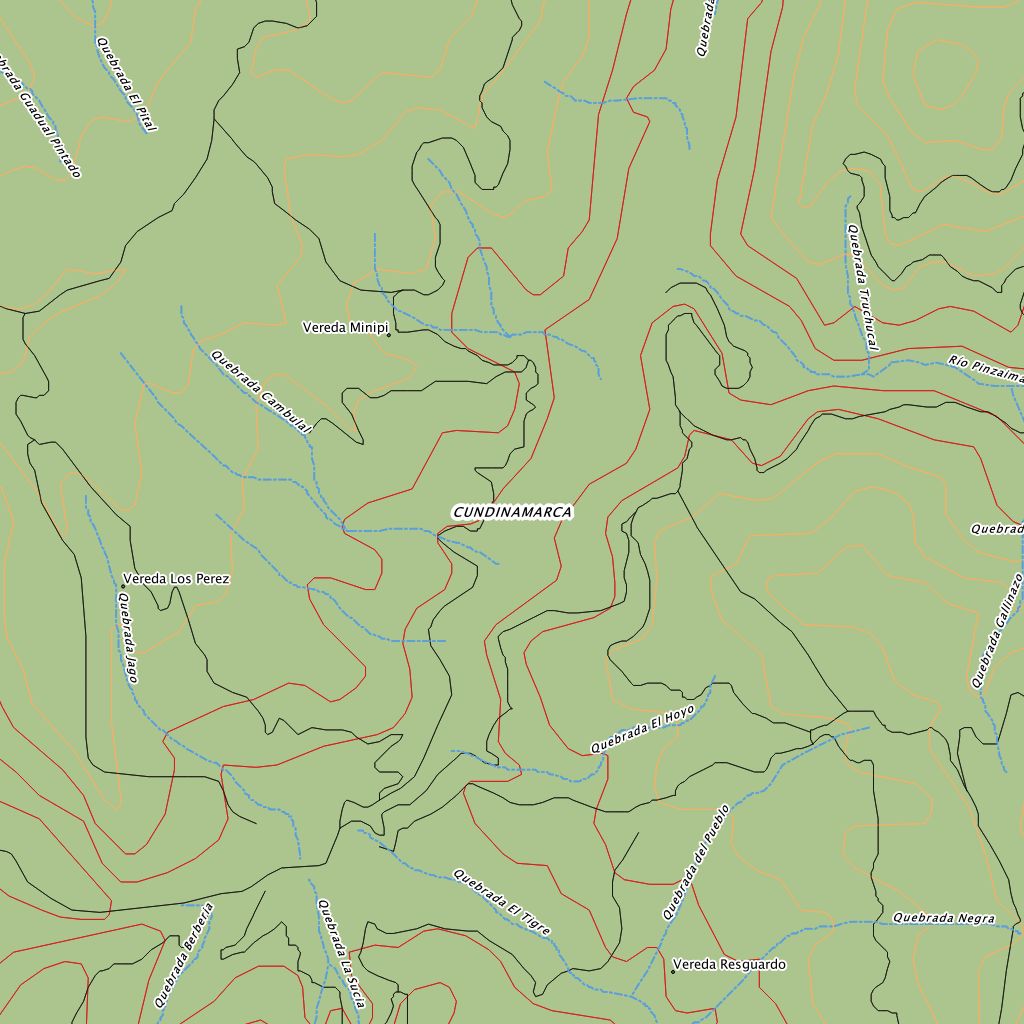 Quebrada
Quebrada El Pital
brada Guadual Pintado
Quebrada Truchucal
Vereda Minipi
Quebrada Cambulal
Río Pinzaima
CUNDINAMARCA
Quebrad
Vereda Los Perez
Quebrada Jago
Quebrada Gallinazo
Quebrada El Hoyo
Quebrada del Pueblo
Quebrada El Tigre
Quebrada Berbería
Quebrada La Sucia
Quebrada Negra
Vereda Resguardo